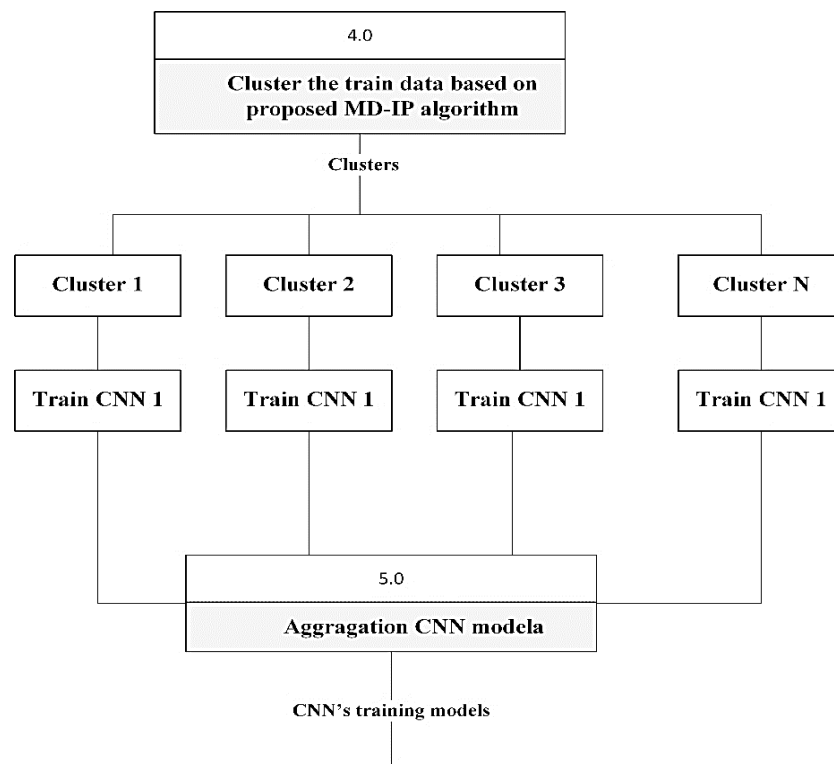 4.0
Cluster the train data based on
proposed MD-IP algorithm
Clusters
Cluster 1
Cluster 2
Cluster 3
Cluster N
Train CNN 1
Train CNN 1
Train CNN 1
Train CNN 1
5.0
Aggragation CNN modela
CNN's training models